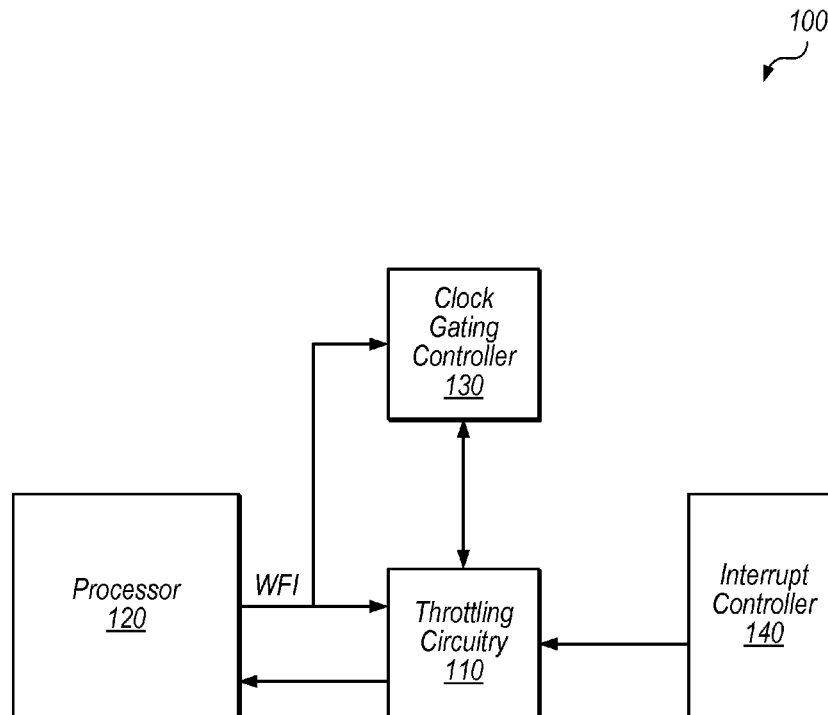 100
Clock
Gating
Controller
130
Processor
120
WFI
Throttling
Circuitry
110
Interrupt
Controller
140